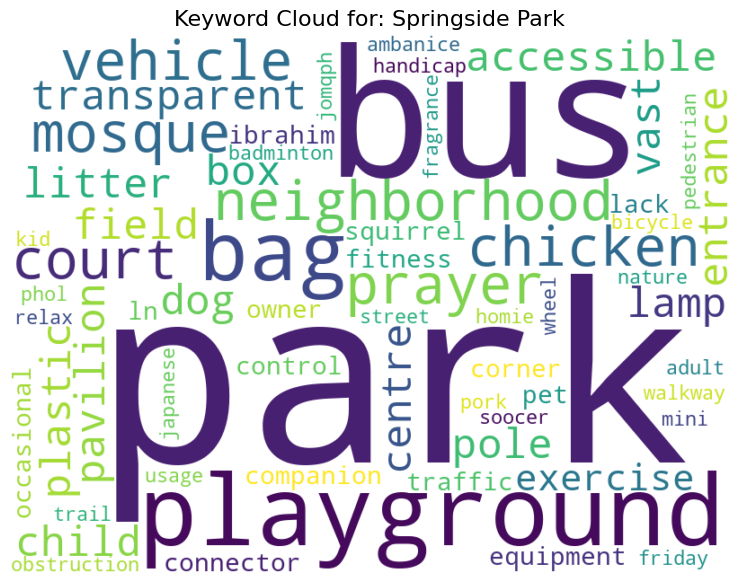 Keyword Cloud for: Springside Park
vehicle
ambanice
handicap
accessible
transparent
jomqph
bus
fragrance
vast
pedestrian
entrance
mosque
ibrahim
badminton
box
litter
neighborhood
lack
bicycle
field
kid
court
bag
squirrel
fitness
chicken
prayer
nature
phol
relax
ln
dog
owner
street
homie
wheel
lamp
park
plastic
pavilion
occasional
japanese
control
centre
corner
adult
pet
walkway
pork
soocer
mini
pole
usage
companion
traffic
exercise
trail
playground
child
obstruction
connector
equipment
friday